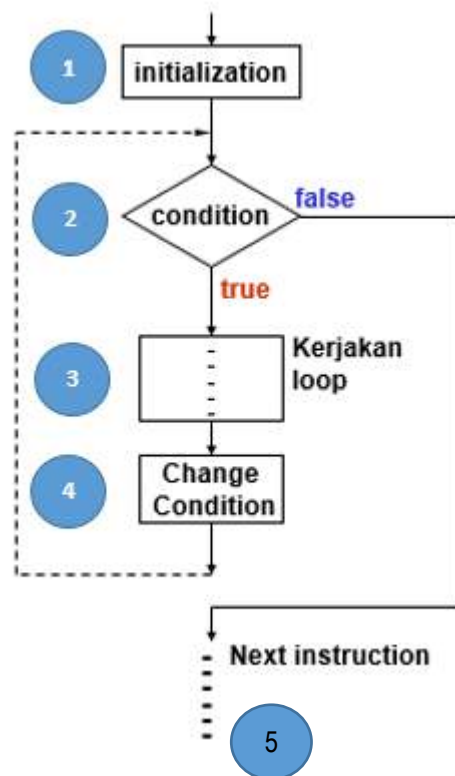 1
initialization
2
condition
false
true
3
Kerjakan
loop
4
Change
Condition
Next instruction
5